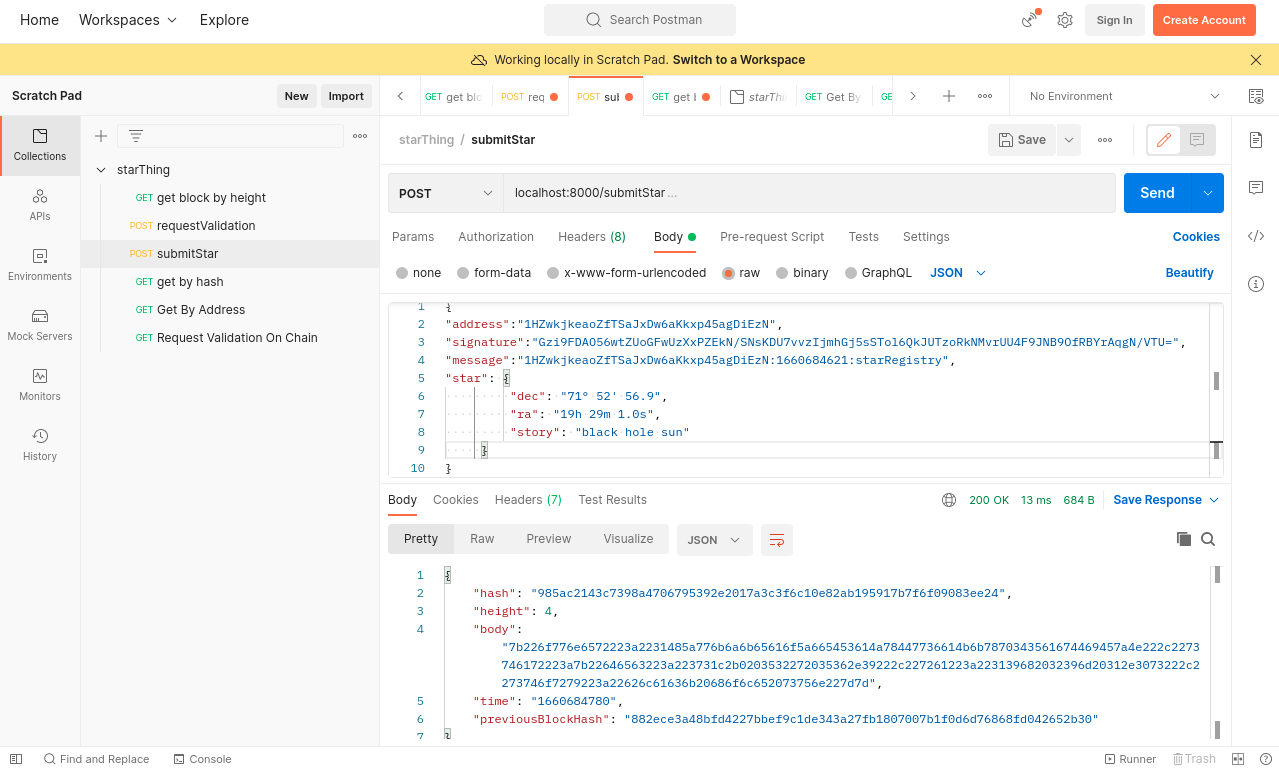 Home Workspaces Explore Search Postman Sign In Create Account
Working locally in Scratch Pad. Switch to a Workspace
Scratch Pad New Import
GET get blo POST req POST sub GET get b starThi GET Get By GE No Environment
Collections
APIs
Environments
Mock Servers
Monitors
History
starThing
GET get block by height
POST requestValidation
POST submitStar
GET get by hash
GET Get By Address
GET Request Validation On Chain
starThing / submitStar Save
POST localhost:8000/submitStar ... Send
Params Authorization Headers (8) Body Pre-request Script Tests Settings Cookies
none form-data x-www-form-urlencoded raw binary GraphQL JSON Beautify
1 {
2 "address":"1HZwkjkeaoZfTSaJxDw6aKkxp45agDiEzN",
3 "signature":"Gzi9FDAO56wtZUoGFwUzXxPZEkN/SNsKDU7vvzIjmhGj5sSTol6QkJUTzoRkNMvrUU4F9JNB9OfRBYrAqgN/VTU=",
4 "message":"1HZwkjkeaoZfTSaJxDw6aKkxp45agDiEzN:1660684621:starRegistry",
5 "star": {
6 "dec": "71° 52' 56.9",
7 "ra": "19h 29m 1.0s",
8 "story": "black hole sun"
9 }
10 }
Body Cookies Headers (7) Test Results 200 OK 13 ms 684 B Save Response
Pretty Raw Preview Visualize JSON
1 {
2 "hash": "985ac2143c7398a4706795392e2017a3c3f6c10e82ab195917b7f6f09083ee24",
3 "height": 4,
4 "body":
"7b226f776e6572223a2231485a776b6a6b65616f5a665453614a78447736614b6b7870343561674469457a4e222c2273
746172223a7b22646563223a223731c2b0203532272035362e39222c227261223a223139682032396d20312e3073222c2
273746f7279223a22626c61636b20686f6c652073756e227d7d",
5 "time": "1660684780",
6 "previousBlockHash": "882ece3a48bfd4227bbef9c1de343a27fb1807007b1f0d6d76868fd042652b30"
7 }
Find and Replace Console Runner Trash